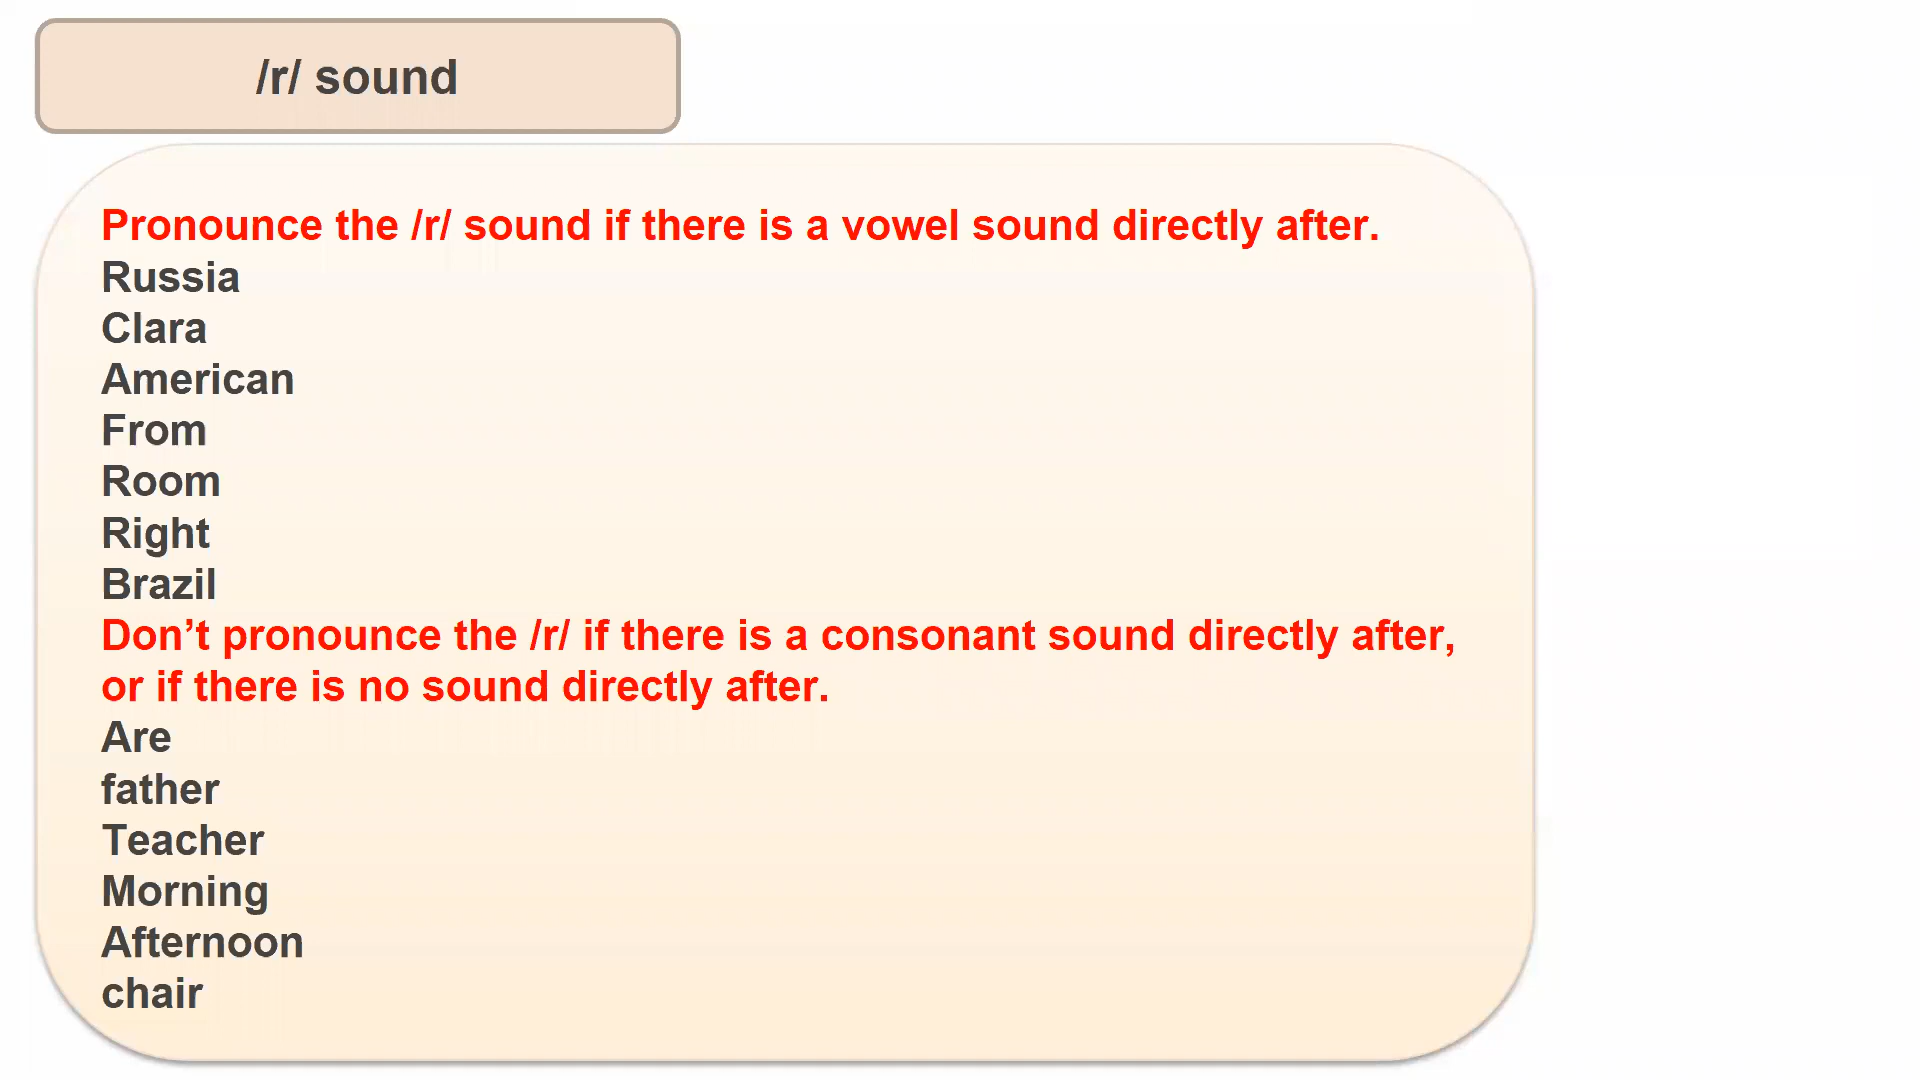 /r/ sound
Pronounce the /r/ sound if there is a vowel sound directly after.
Russia
Clara
American
From
Room
Right
Brazil
Don’t pronounce the /r/ if there is a consonant sound directly after,
or if there is no sound directly after.
Are
father
Teacher
Morning
Afternoon
chair